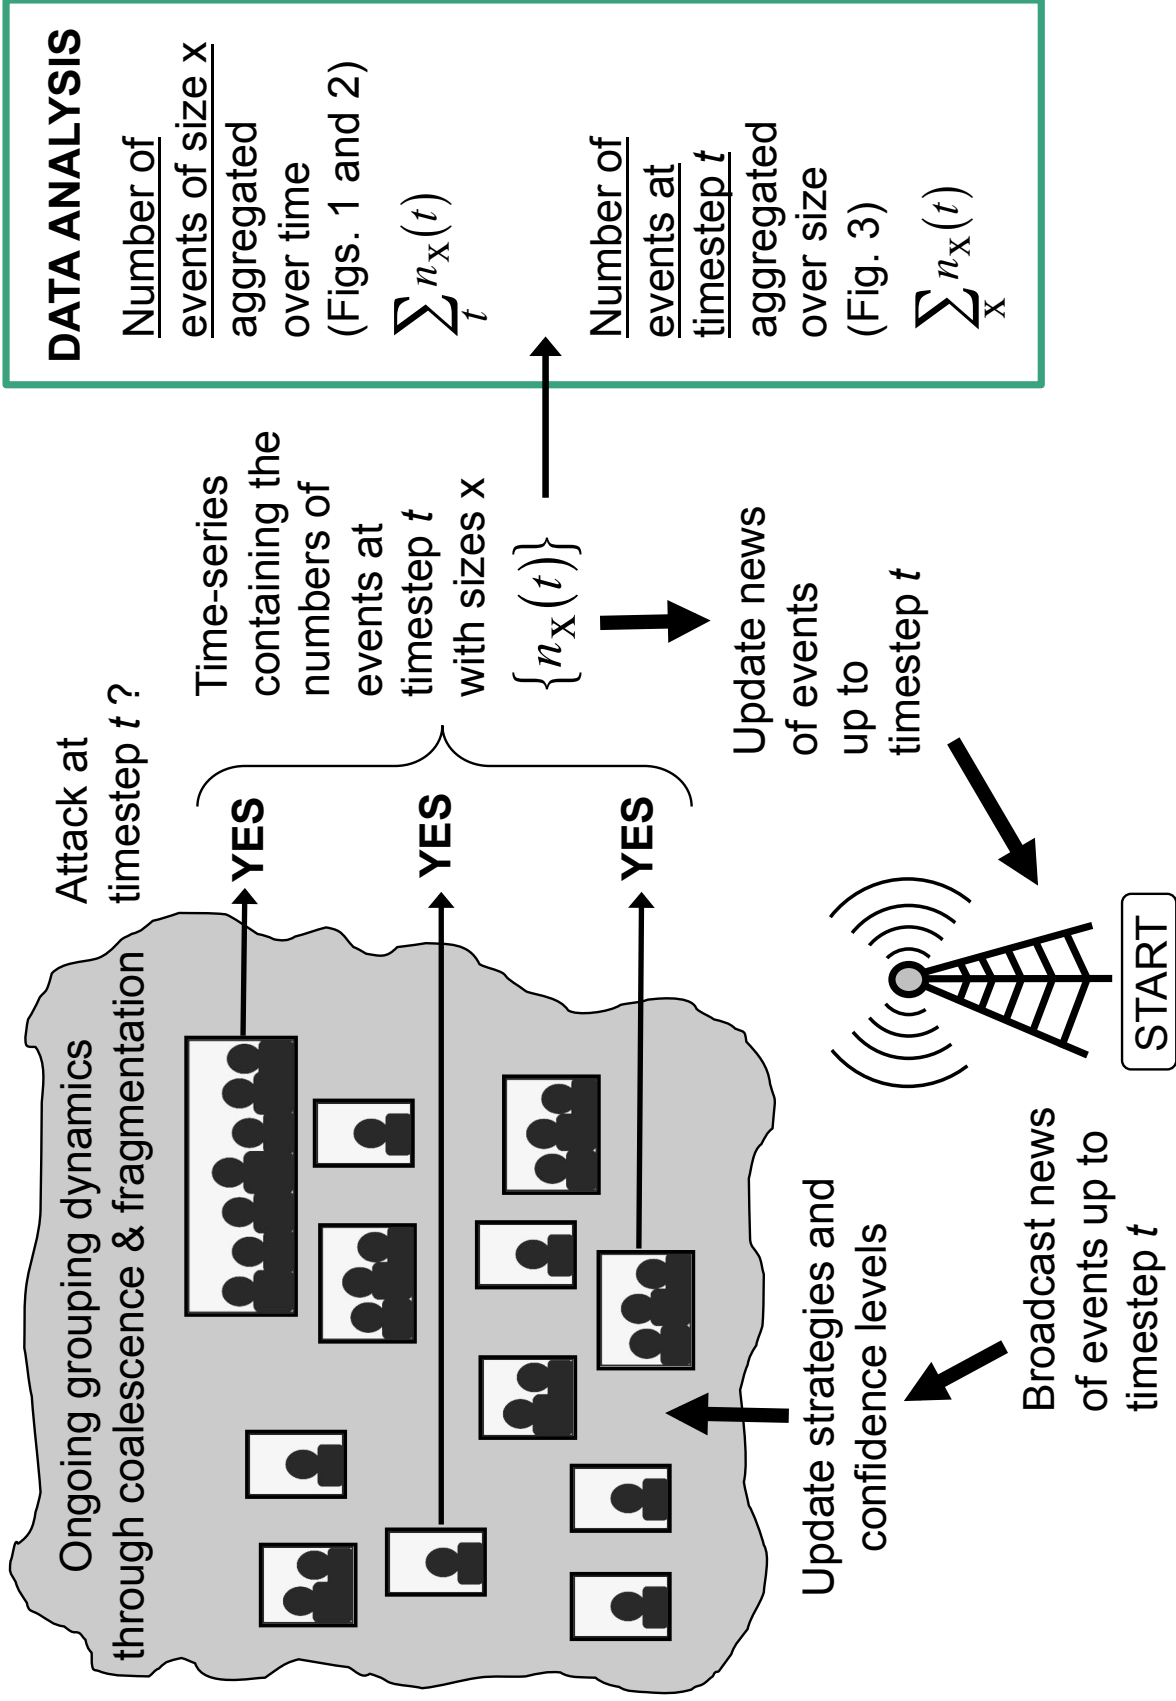 Ongoing grouping dynamics
through coalescence & fragmentation
Attack at
timestep t ?
YES
YES
YES
Time-series
containing the
numbers of
events at
timestep t
with sizes x
{n_x(t)}
DATA ANALYSIS
Number of
events of size x
aggregated
over time
(Figs. 1 and 2)
∑_t n_x(t)
Number of
events at
timestep t
aggregated
over size
(Fig. 3)
∑_x n_x(t)
Update news
of events
up to
timestep t
START
Broadcast news
of events up to
timestep t
Update strategies and
confidence levels